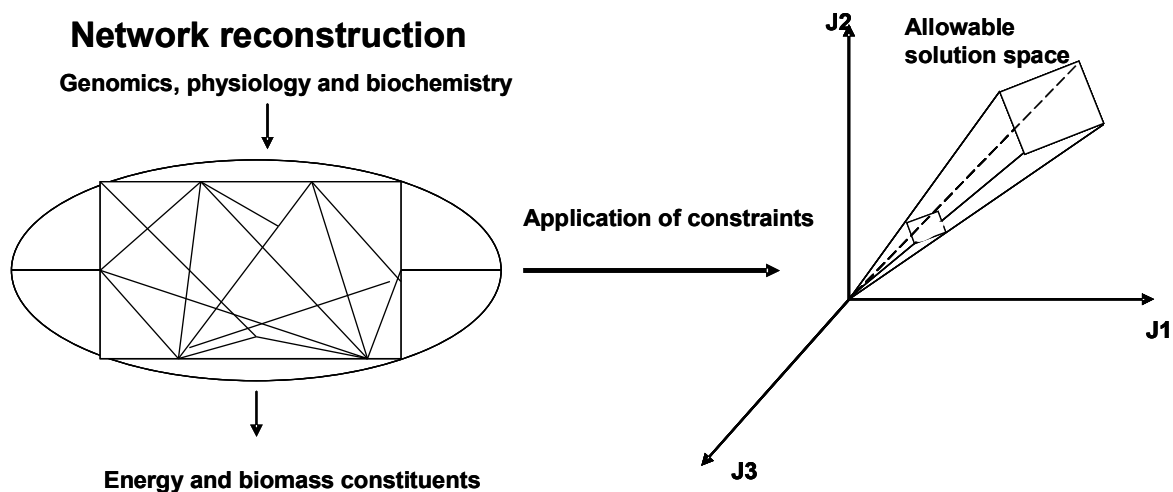 Network reconstruction
Genomics, physiology and biochemistry
Energy and biomass constituents
Application of constraints
J2
Allowable
solution space
J1
J3